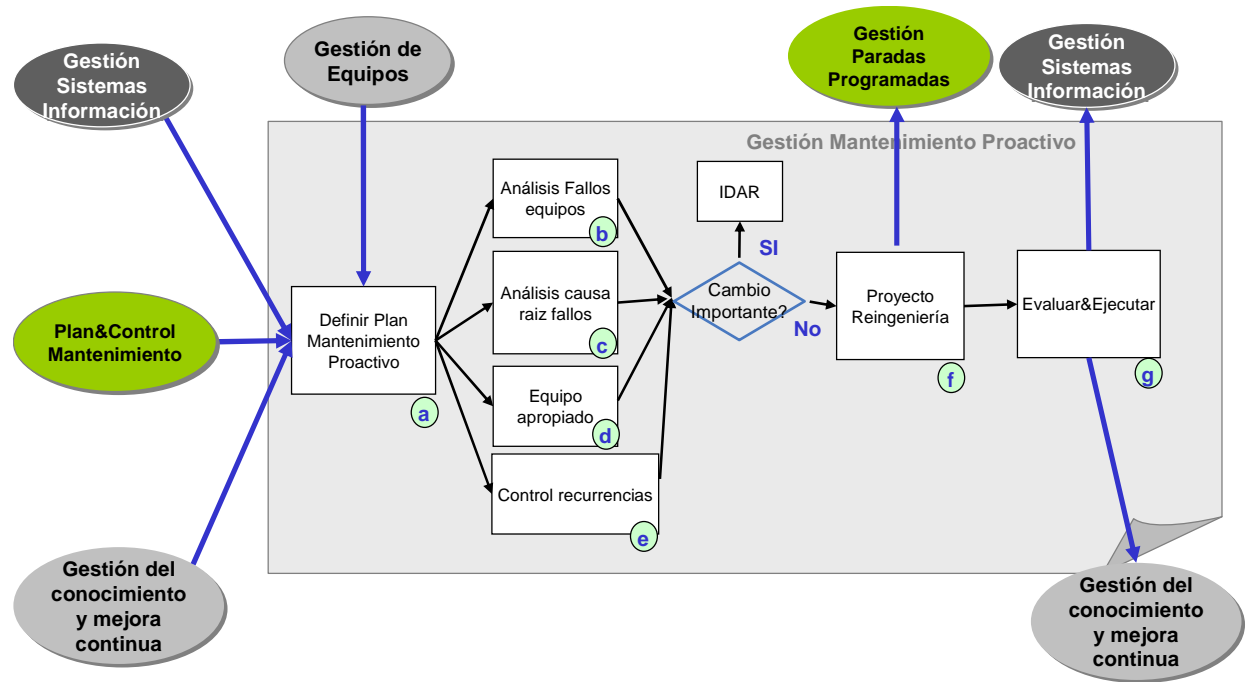 Gestión
Sistemas
Información
Gestión de
Equipos
Gestión
Paradas
Programadas
Gestión
Sistemas
Información
Gestión Mantenimiento Proactivo
Plan&Control
Mantenimiento
Gestión del
conocimiento
y mejora
continua
Definir Plan
Mantenimiento
Proactivo
a
Análisis Fallos
equipos
b
Análisis causa
raiz fallos
c
Equipo
apropiado
d
Control recurrencias
e
IDAR
SI
Cambio
Importante?
No
Proyecto
Reingeniería
f
Evaluar&Ejecutar
g
Gestión del
conocimiento
y mejora
continua